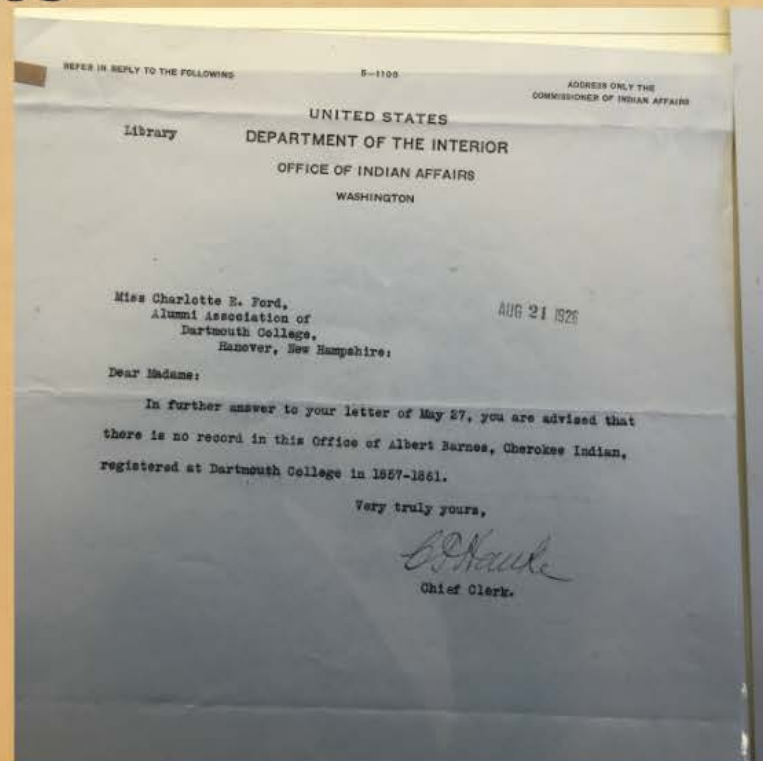 REFER IN REPLY TO THE FOLLOWING
5-1100
ADDRESS ONLY THE
COMMISSIONER OF INDIAN AFFAIRS
Library
UNITED STATES
DEPARTMENT OF THE INTERIOR
OFFICE OF INDIAN AFFAIRS
WASHINGTON
Miss Charlotte E. Ford,
Alumni Association of
Dartmouth College,
Hanover, New Hampshire:
AUG 21 1926
Dear Madame:
In further answer to your letter of May 27, you are advised that
there is no record in this Office of Albert Barnes, Cherokee Indian,
registered at Dartmouth College in 1857-1861.
Very truly yours,
Chief Clerk.